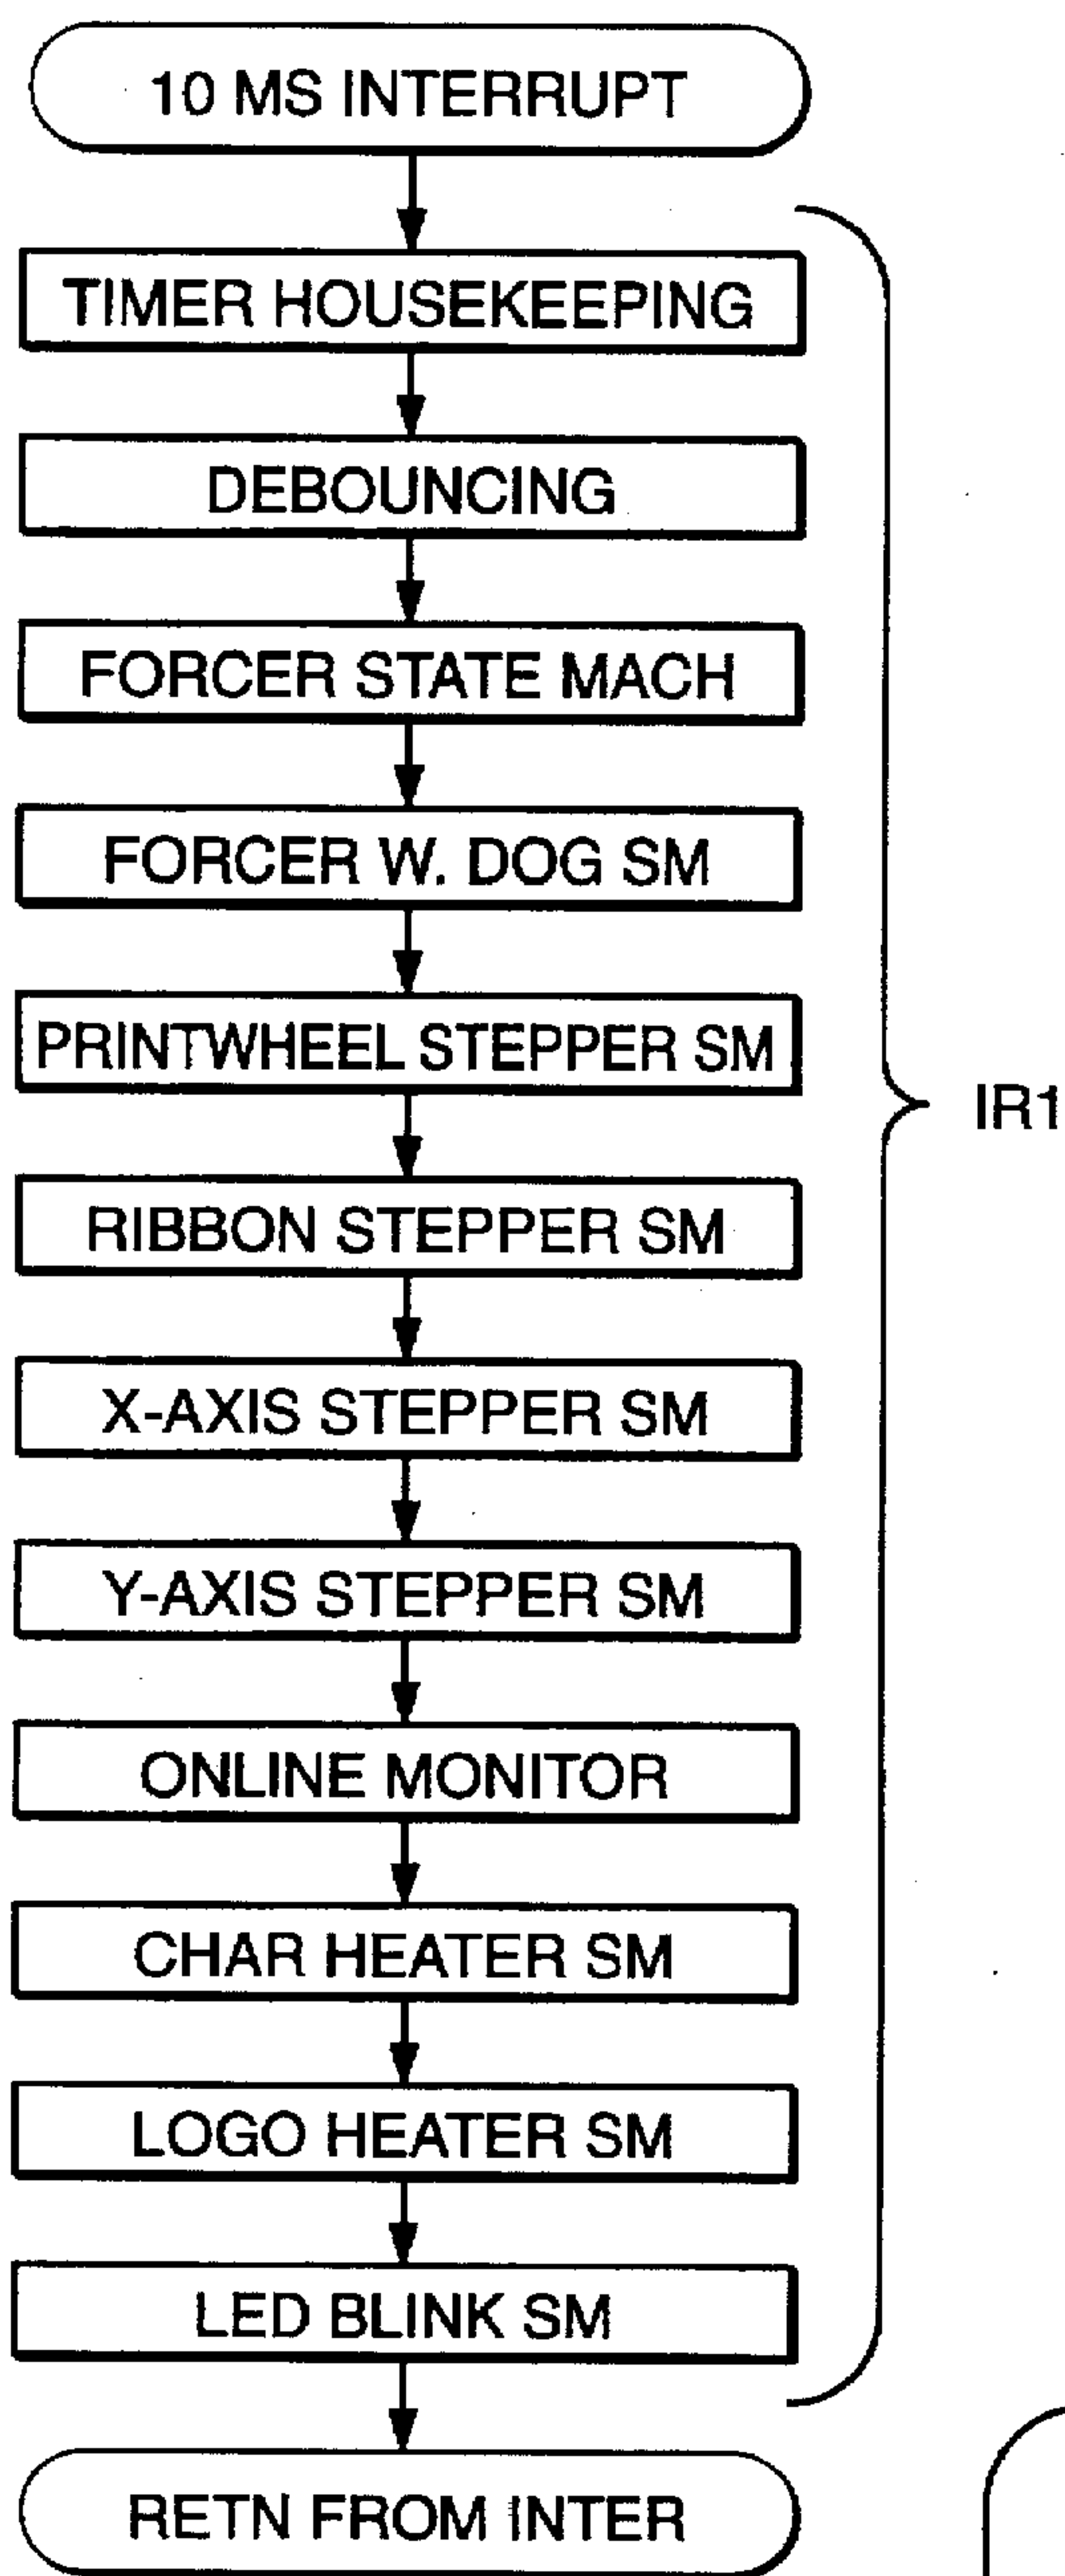 10 MS INTERRUPT
TIMER HOUSEKEEPING
DEBOUNCING
FORCER STATE MACH
FORCER W. DOG SM
PRINTWHEEL STEPPER SM
IR1
RIBBON STEPPER SM
X-AXIS STEPPER SM
Y-AXIS STEPPER SM
ONLINE MONITOR
CHAR HEATER SM
LOGO HEATER SM
LED BLINK SM
RETN FROM INTER